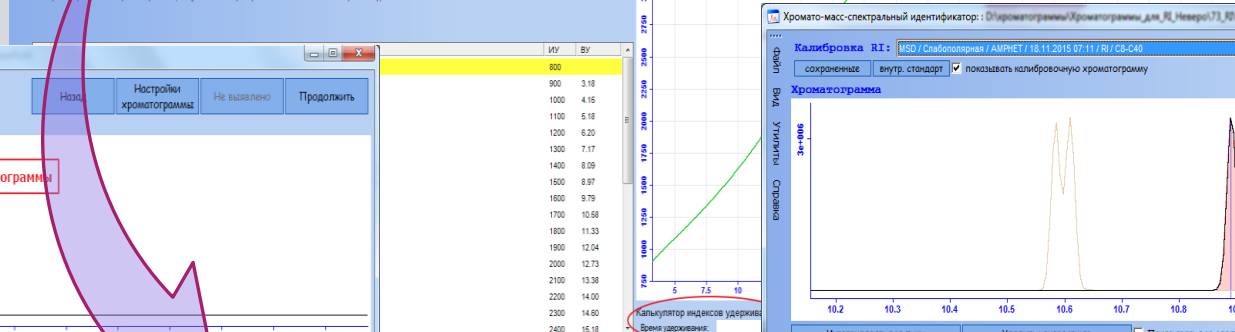 Хромато-масс-спектральный идентификатор: : D:\хроматограммы\Хроматограммы_для_RI_Неверо\73_RI\
Файл
Вид
Утилиты
Справка
Калибровка RI: MSD / Слабополярная / AMPHET / 18.11.2015 07:11 / RI / C8-C40
сохраненные внутр. стандарт показывать калибровочную хроматограмму
Хроматограмма
3e+006
10.2 10.3 10.4 10.5 10.6 10.7 10.8
Назад
Настройки
хроматограммы
Не выявлено
Продолжить
ограммы
ИУ ВУ
800
900 3.18
1000 4.15
1100 5.18
1200 6.20
1300 7.17
1400 8.09
1500 8.97
1600 9.79
1700 10.58
1800 11.33
1900 12.04
2000 12.73
2100 13.38
2200 14.00
2300 14.60
2400 15.18
2750
2500
2250
2000
1750
1500
1250
1000
750
5 7.5 10
Калькулятор индексов удержива
Время удерживания: